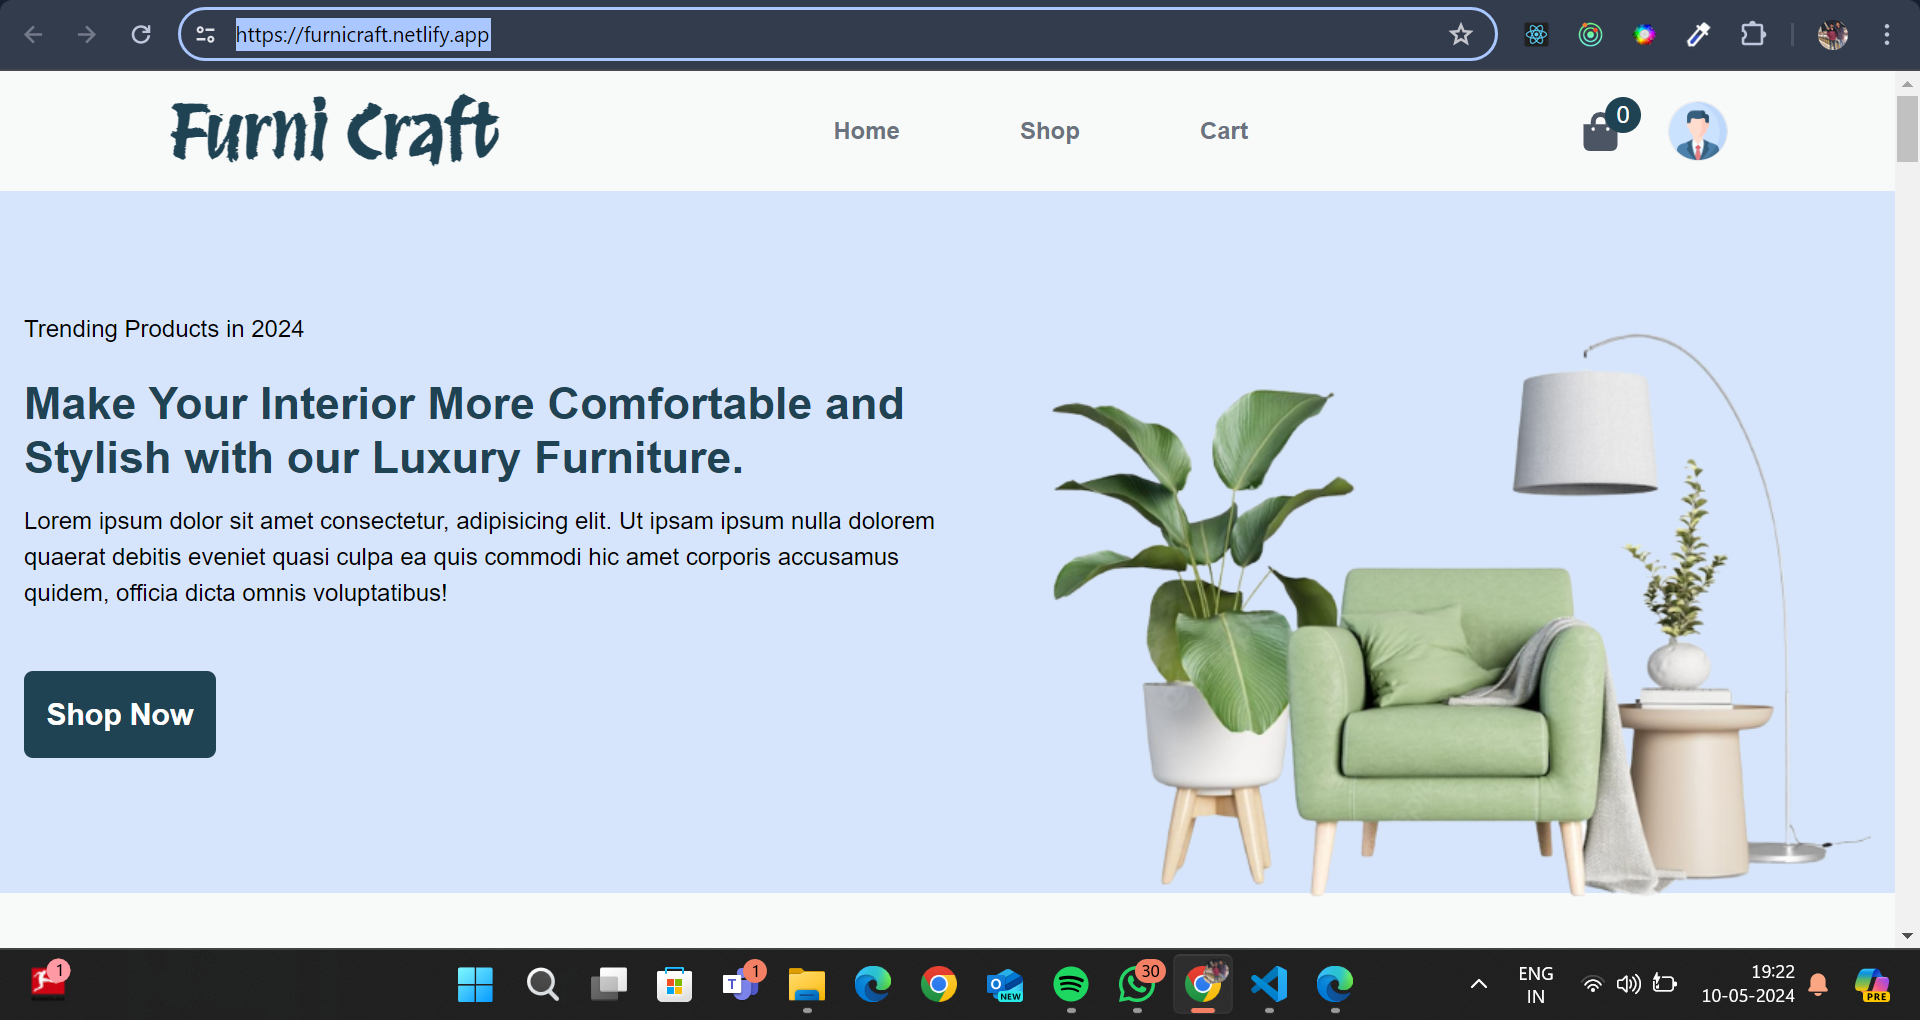 https://furnicraft.netlify.app
Furni Craft
Home
Shop
Cart
0
Trending Products in 2024
Make Your Interior More Comfortable and
Stylish with our Luxury Furniture.
Lorem ipsum dolor sit amet consectetur, adipisicing elit. Ut ipsam ipsum nulla dolorem
quaerat debitis eveniet quasi culpa ea quis commodi hic amet corporis accusamus
quidem, officia dicta omnis voluptatibus!
Shop Now
1
T
1
O
NEW
30
ENG
IN
19:22
10-05-2024
PRE